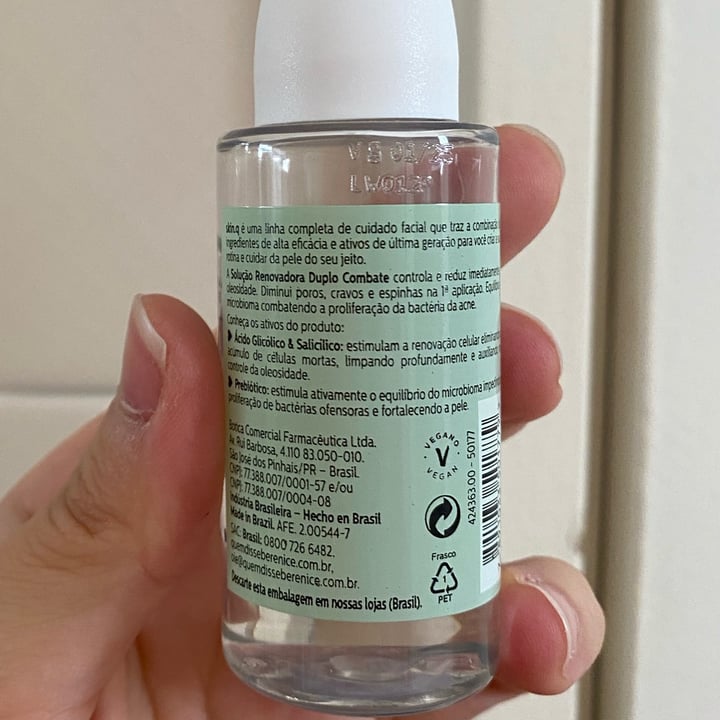 V 8 01/25
skin.q é uma linha completa de cuidado facial que traz a combinação
ingredientes de alta eficácia e ativos de última geração para você criar a
rotina e cuidar da pele do seu jeito.
A Solução Renovadora Duplo Combate controla e reduz imediatamente
oleosidade. Diminui poros, cravos e espinhas na 1ª aplicação.
microbioma combatendo a proliferação da bactéria da acne.
Conheça os ativos do produto:
Ácido Glicólico & Salicílico: estimulam a renovação celular
acúmulo de células mortas, limpando profundamente e
controle da oleosidade.
Prebiótico: estimula ativamente o equilíbrio do microbioma
proliferação de bactérias ofensoras e fortalecendo a pele.
Botica Comercial Farmacêutica Ltda.
Av. Rui Barbosa, 4.110 83.050-010.
São José dos Pinhais/PR – Brasil.
CNPJ: 77.388.007/0001-57 e/ou
CNPJ: 77.388.007/0004-08
Indústria Brasileira – Hecho en Brasil
Made in Brazil. AFE. 2.00544-7
SAC: Brasil: 0800 726 6482.
quemdisseberenice.com.br,
oie@quemdisseberenice.com.br.
Descarte esta embalagem em nossas lojas (Brasil).
VEGANO
V
VEGAN
Frasco
1
PET
424363.00 - 50177